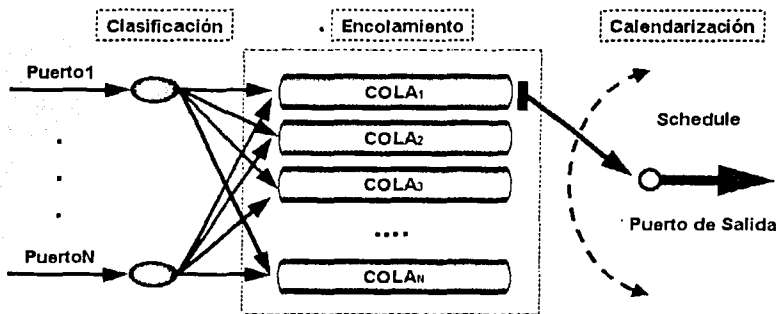 Clasificación
Encolamiento
Calendarización
Puerto1
COLA1
COLA2
Schedule
COLA3
Puerto de Salida
....
PuertoN
COLAN